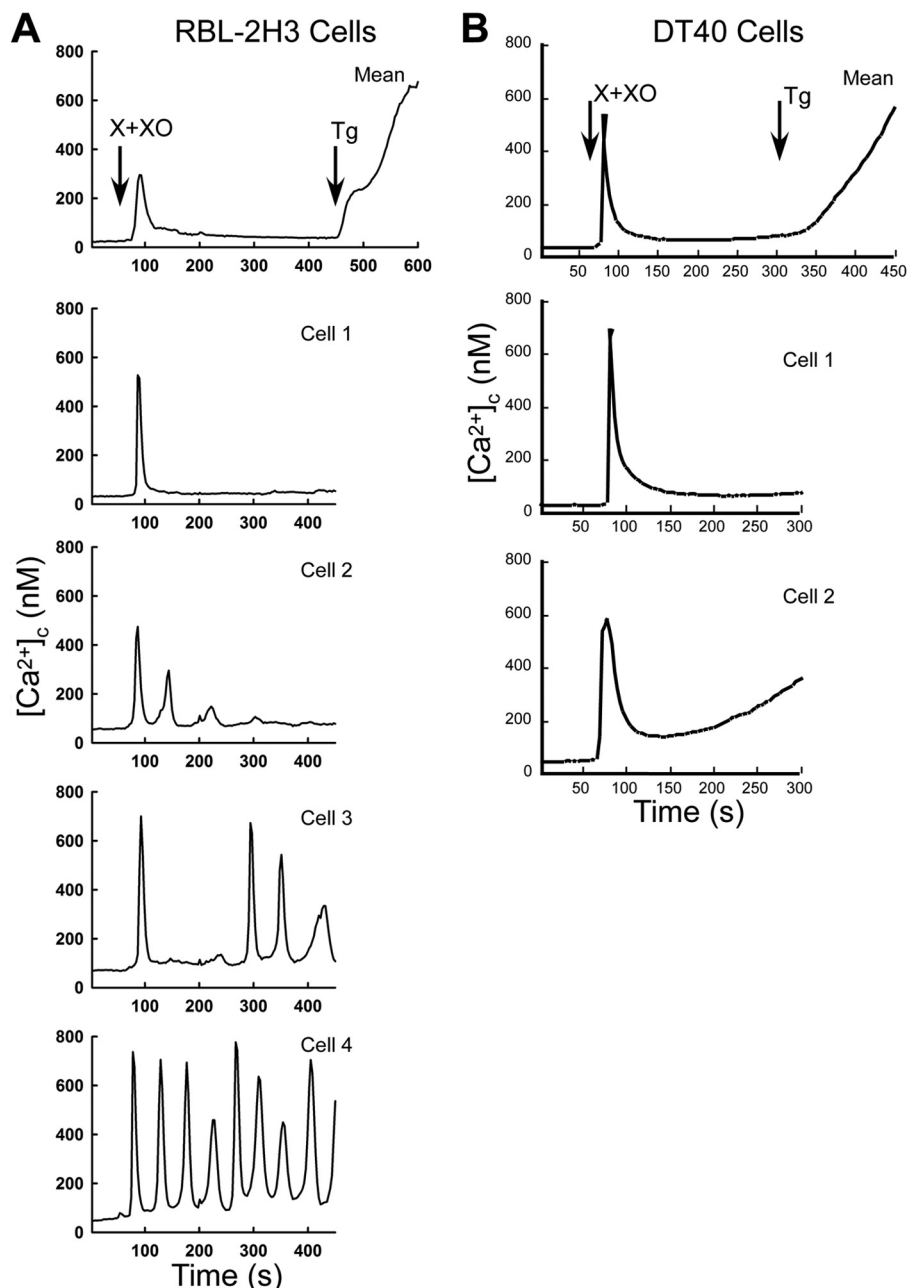 A
RBL-2H3 Cells
800
600
400
200
0
Mean
X+XO
Tg
100 200 300 400 500 600
800
600
400
200
0
Cell 1
100 200 300 400
800
600
400
200
0
Cell 2
100 200 300 400
800
600
400
200
0
Cell 3
100 200 300 400
800
600
400
200
0
Cell 4
100 200 300 400
[Ca²⁺]c (nM)
Time (s)
B
DT40 Cells
800
600
400
200
0
Mean
X+XO
Tg
50 100 150 200 250 300 350 400 450
800
600
400
200
0
Cell 1
50 100 150 200 250 300
800
600
400
200
0
Cell 2
50 100 150 200 250 300
[Ca²⁺]c (nM)
Time (s)